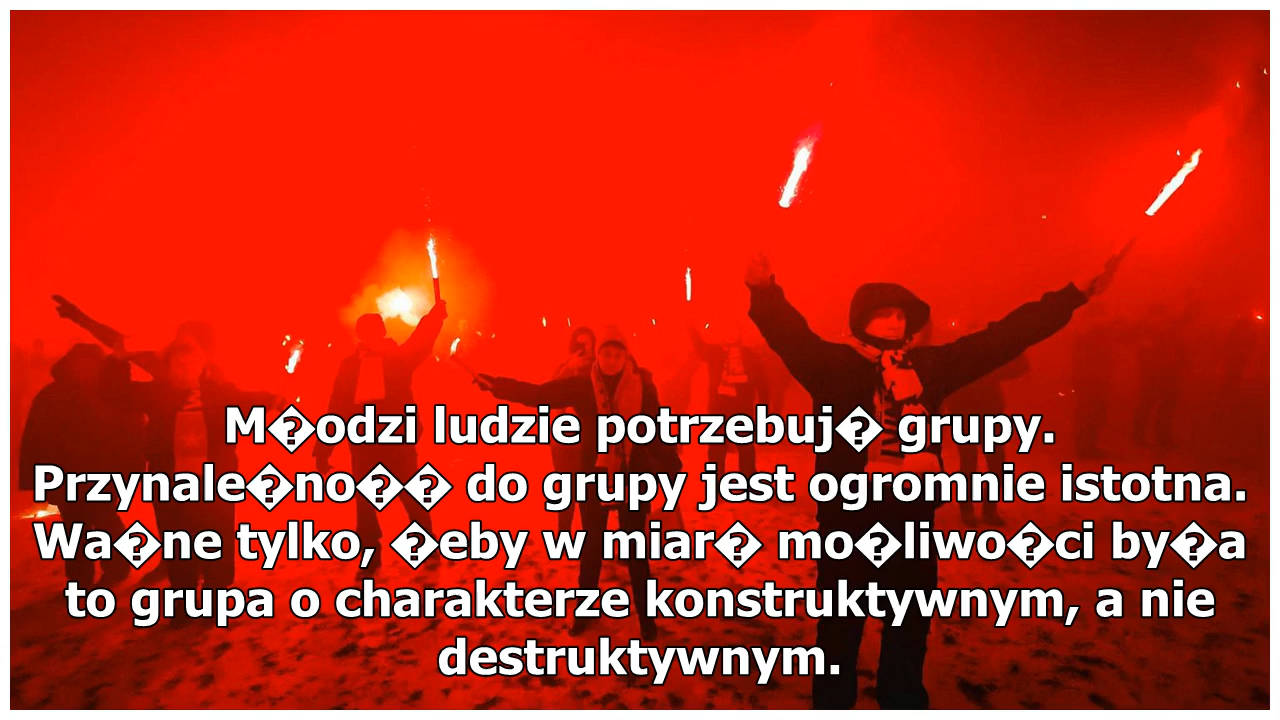 M�odzi ludzie potrzebuj� grupy.
Przynale�no�� do grupy jest ogromnie istotna.
Wa�ne tylko, �eby w miar� mo�liwo�ci by�a
to grupa o charakterze konstruktywnym, a nie
destruktywnym.